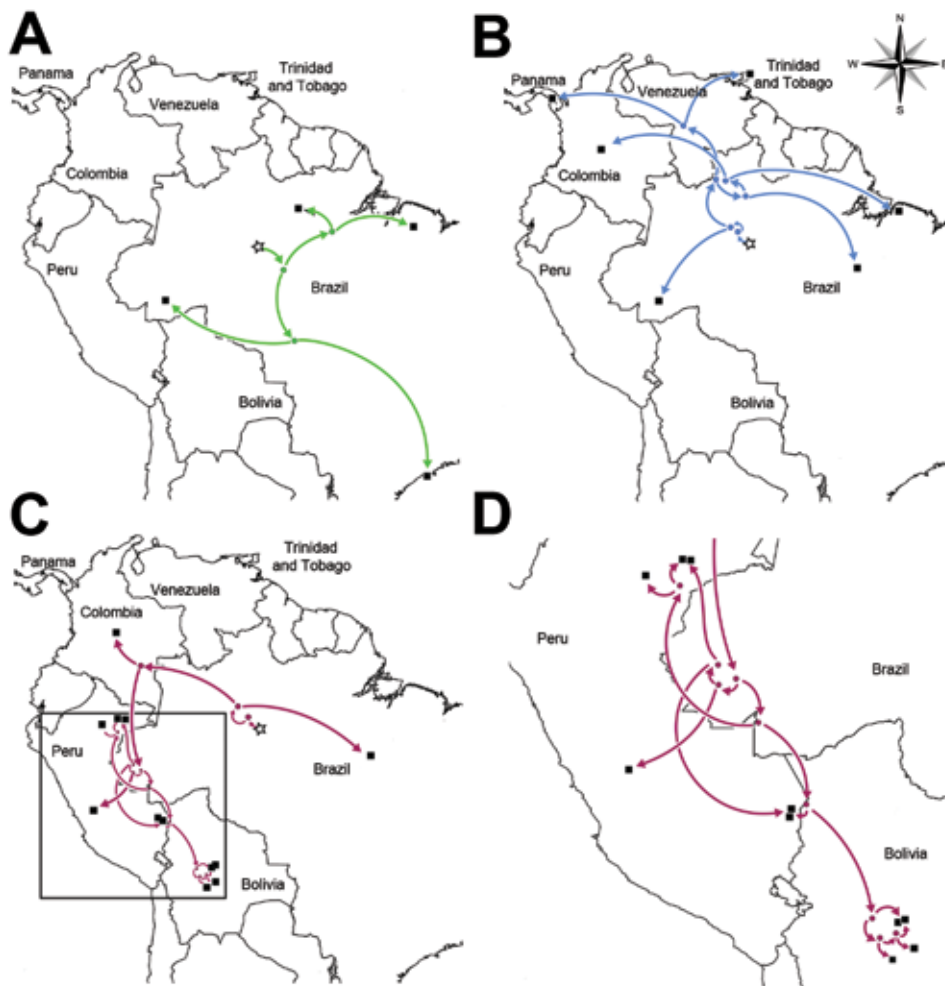 A
Panama
Trinidad
and Tobago
Venezuela
Colombia
Peru
Brazil
Bolivia
B
N
W
E
S
Panama
Trinidad
and Tobago
Venezuela
Colombia
Peru
Brazil
Bolivia
C
Panama
Trinidad
and Tobago
Venezuela
Colombia
Peru
Brazil
Bolivia
D
Peru
Brazil
Bolivia